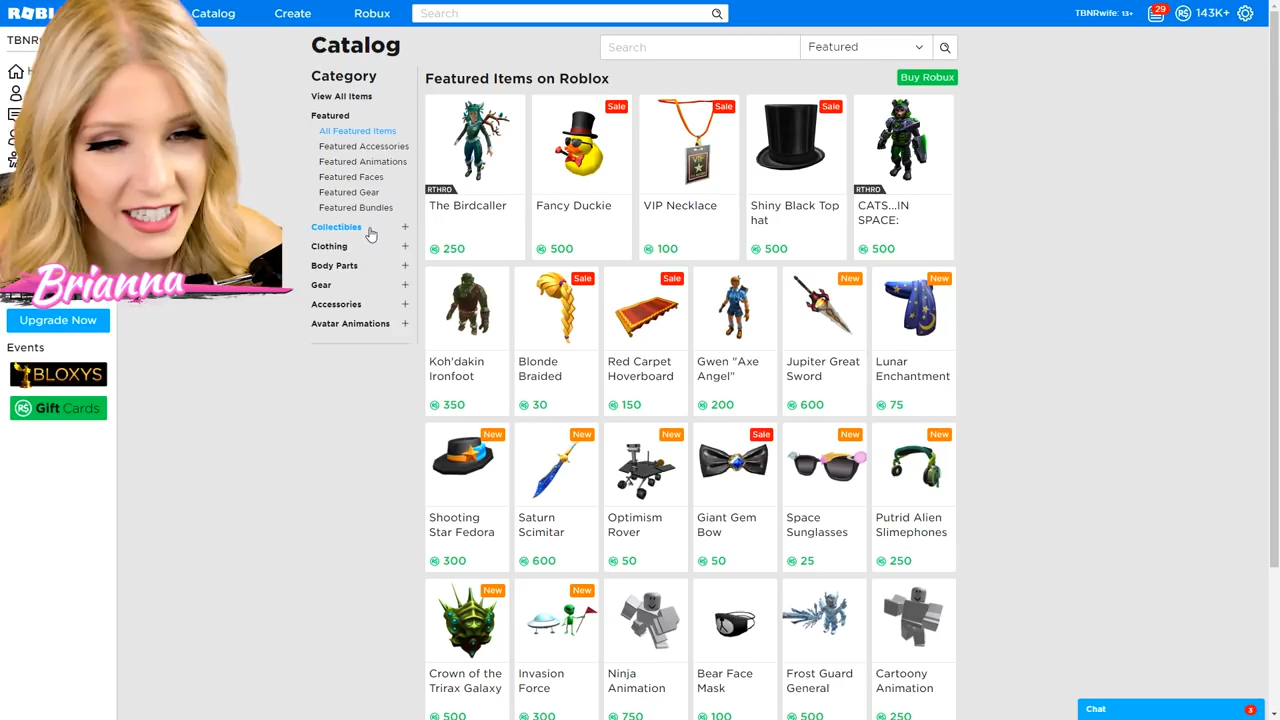 ROBL
Catalog
Create
Robux
Search
TBNRwife: 13+
29
143K+
TBNR
H
Catalog
Search
Featured
Category
View All Items
Featured
All Featured Items
Featured Accessories
Featured Animations
Featured Faces
Featured Gear
Featured Bundles
Collectibles +
Clothing +
Body Parts +
Gear +
Accessories +
Avatar Animations +
Brianna
Upgrade Now
Events
BLOXYS
Gift Cards
Featured Items on Roblox
Buy Robux
RTHRO
The Birdcaller
250
Sale
Fancy Duckie
500
Sale
VIP
VIP Necklace
100
Sale
Shiny Black Top
hat
500
RTHRO
CATS...IN
SPACE:
500
Koh'dakin
Ironfoot
350
Sale
Blonde
Braided
30
Sale
Red Carpet
Hoverboard
150
Gwen "Axe
Angel"
200
New
Jupiter Great
Sword
600
New
Lunar
Enchantment
75
New
Shooting
Star Fedora
300
New
Saturn
Scimitar
600
New
Optimism
Rover
50
Sale
Giant Gem
Bow
50
New
Space
Sunglasses
25
New
Putrid Alien
Slimephones
250
New
Crown of the
Trirax Galaxy
500
New
Invasion
Force
300
Ninja
Animation
750
Bear Face
Mask
100
Frost Guard
General
500
Cartoony
Animation
250
Chat
3